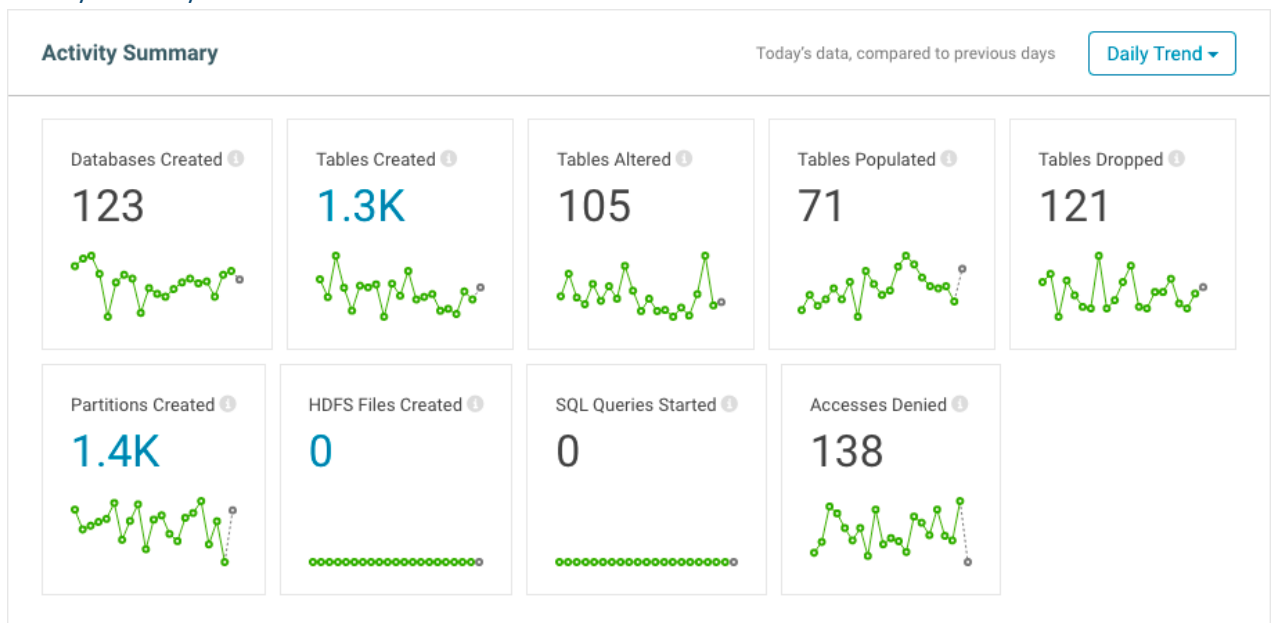 Activity Summary
Today's data, compared to previous days
Daily Trend
Databases Created
123
Tables Created
1.3K
Tables Altered
105
Tables Populated
71
Tables Dropped
121
Partitions Created
1.4K
HDFS Files Created
0
SQL Queries Started
0
Accesses Denied
138